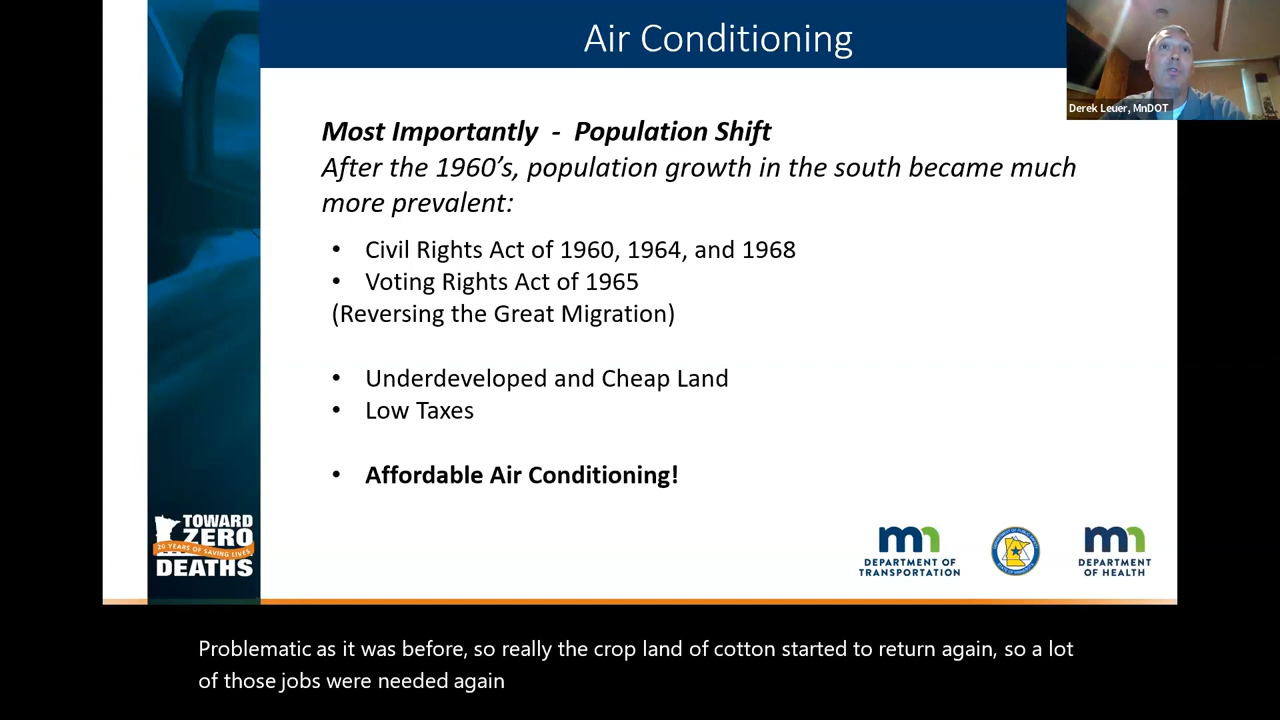 Air Conditioning
Derek Leuer, MnDOT
Most Importantly - Population Shift
After the 1960's, population growth in the south became much
more prevalent:
• Civil Rights Act of 1960, 1964, and 1968
• Voting Rights Act of 1965
(Reversing the Great Migration)
• Underdeveloped and Cheap Land
• Low Taxes
• Affordable Air Conditioning!
TOWARD
ZERO
20 YEARS OF SAVING LIVES
DEATHS
mn
DEPARTMENT OF
TRANSPORTATION
mn
DEPARTMENT
OF HEALTH
Problematic as it was before, so really the crop land of cotton started to return again, so a lot
of those jobs were needed again